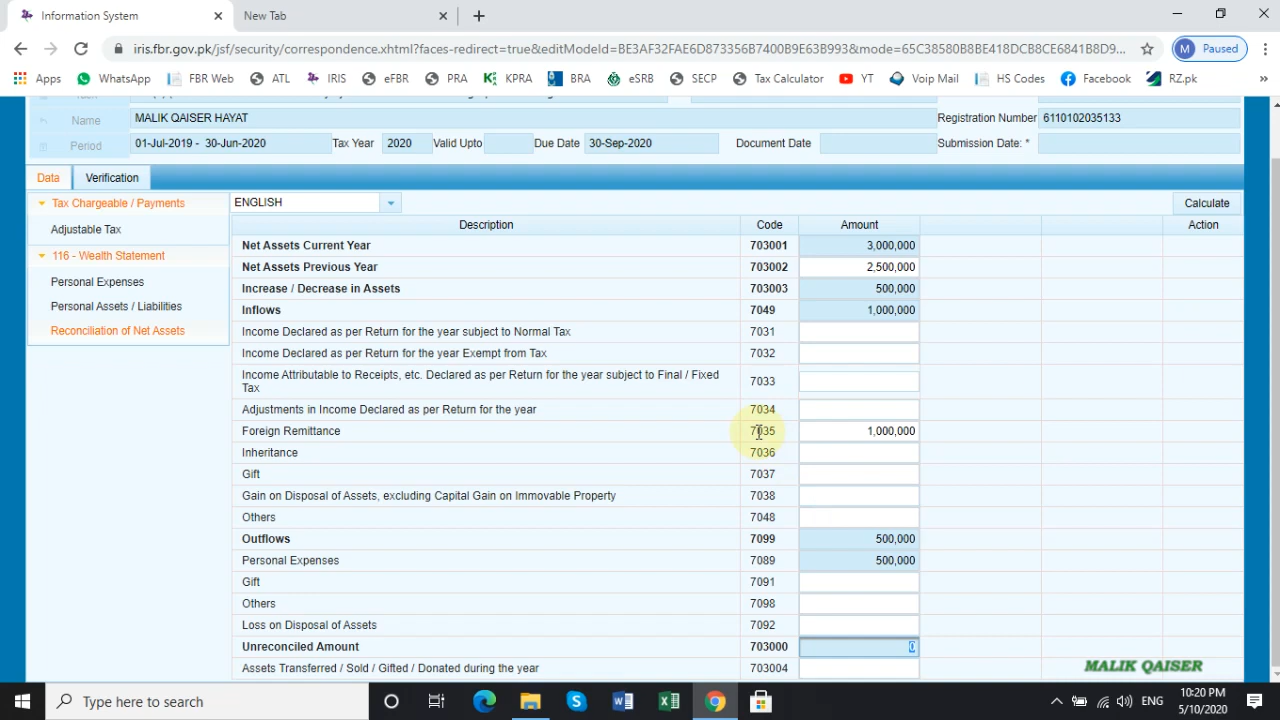 Information System
New Tab
iris.fbr.gov.pk/jsf/security/correspondence.xhtml?faces-redirect=true&editModeId=BE3AF32FAE6D873356B7400B9E63B993&mode=65C38580B8BE418DCB8CE6841B8D9...
M Paused
Apps WhatsApp FBR Web ATL IRIS eFBR PRA KPRA BRA eSRB SECP Tax Calculator YT Voip Mail HS Codes Facebook RZ.pk »
Name MALIK QAISER HAYAT Registration Number 6110102035133
Period 01-Jul-2019 - 30-Jun-2020 Tax Year 2020 Valid Upto Due Date 30-Sep-2020 Document Date Submission Date: *
Data Verification
Tax Chargeable / Payments
Adjustable Tax
116 - Wealth Statement
Personal Expenses
Personal Assets / Liabilities
Reconciliation of Net Assets
ENGLISH Calculate
Description Code Amount Action
Net Assets Current Year 703001 3,000,000
Net Assets Previous Year 703002 2,500,000
Increase / Decrease in Assets 703003 500,000
Inflows 7049 1,000,000
Income Declared as per Return for the year subject to Normal Tax 7031
Income Declared as per Return for the year Exempt from Tax 7032
Income Attributable to Receipts, etc. Declared as per Return for the year subject to Final / Fixed
Tax 7033
Adjustments in Income Declared as per Return for the year 7034
Foreign Remittance 7035 1,000,000
Inheritance 7036
Gift 7037
Gain on Disposal of Assets, excluding Capital Gain on Immovable Property 7038
Others 7048
Outflows 7099 500,000
Personal Expenses 7089 500,000
Gift 7091
Others 7098
Loss on Disposal of Assets 7092
Unreconciled Amount 703000 0
Assets Transferred / Sold / Gifted / Donated during the year 703004
MALIK QAISER
Type here to search
ENG
10:20 PM
5/10/2020